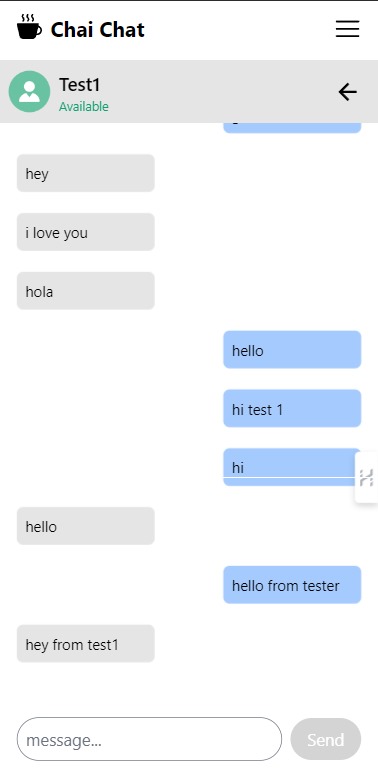 Chai Chat
Test1
Available
hey
i love you
hola
hello
hi test 1
hi
hello
hello from tester
hey from test1
message...
Send